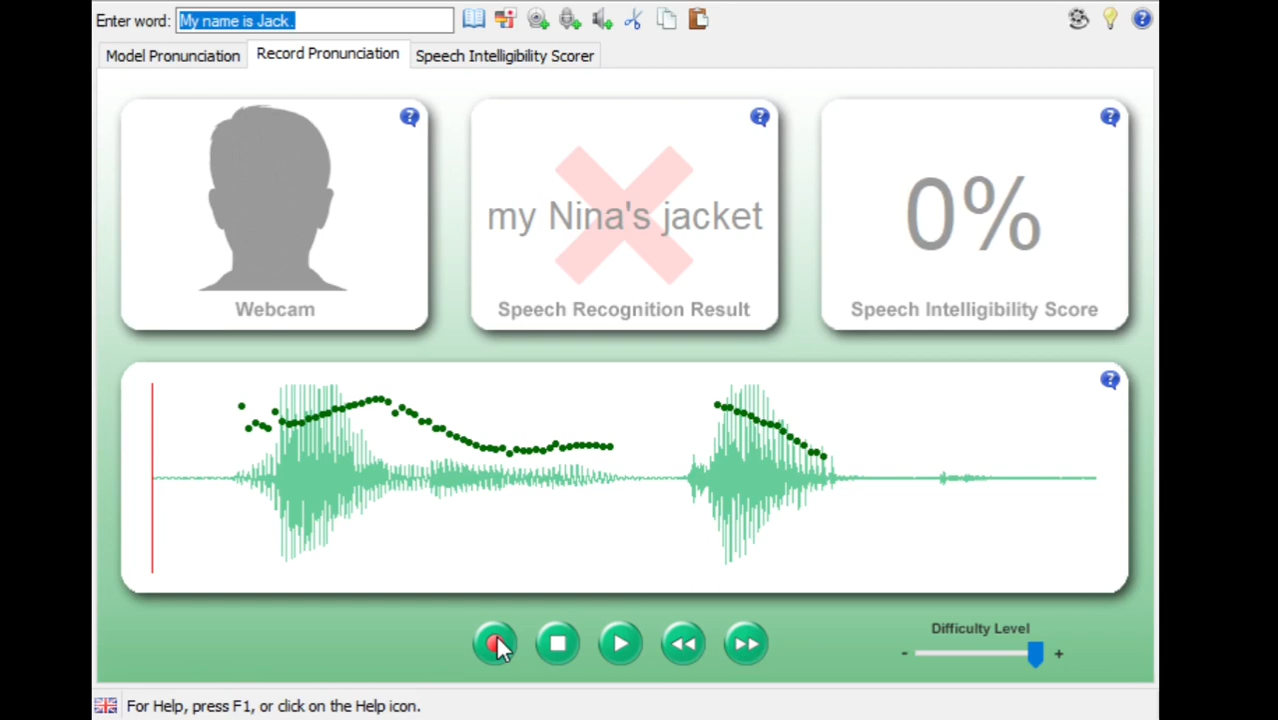 Enter word: My name is Jack.
Model Pronunciation Record Pronunciation Speech Intelligibility Scorer
my Nina's jacket
0%
Webcam
Speech Recognition Result
Speech Intelligibility Score
Difficulty Level
- +
For Help, press F1, or click on the Help icon.